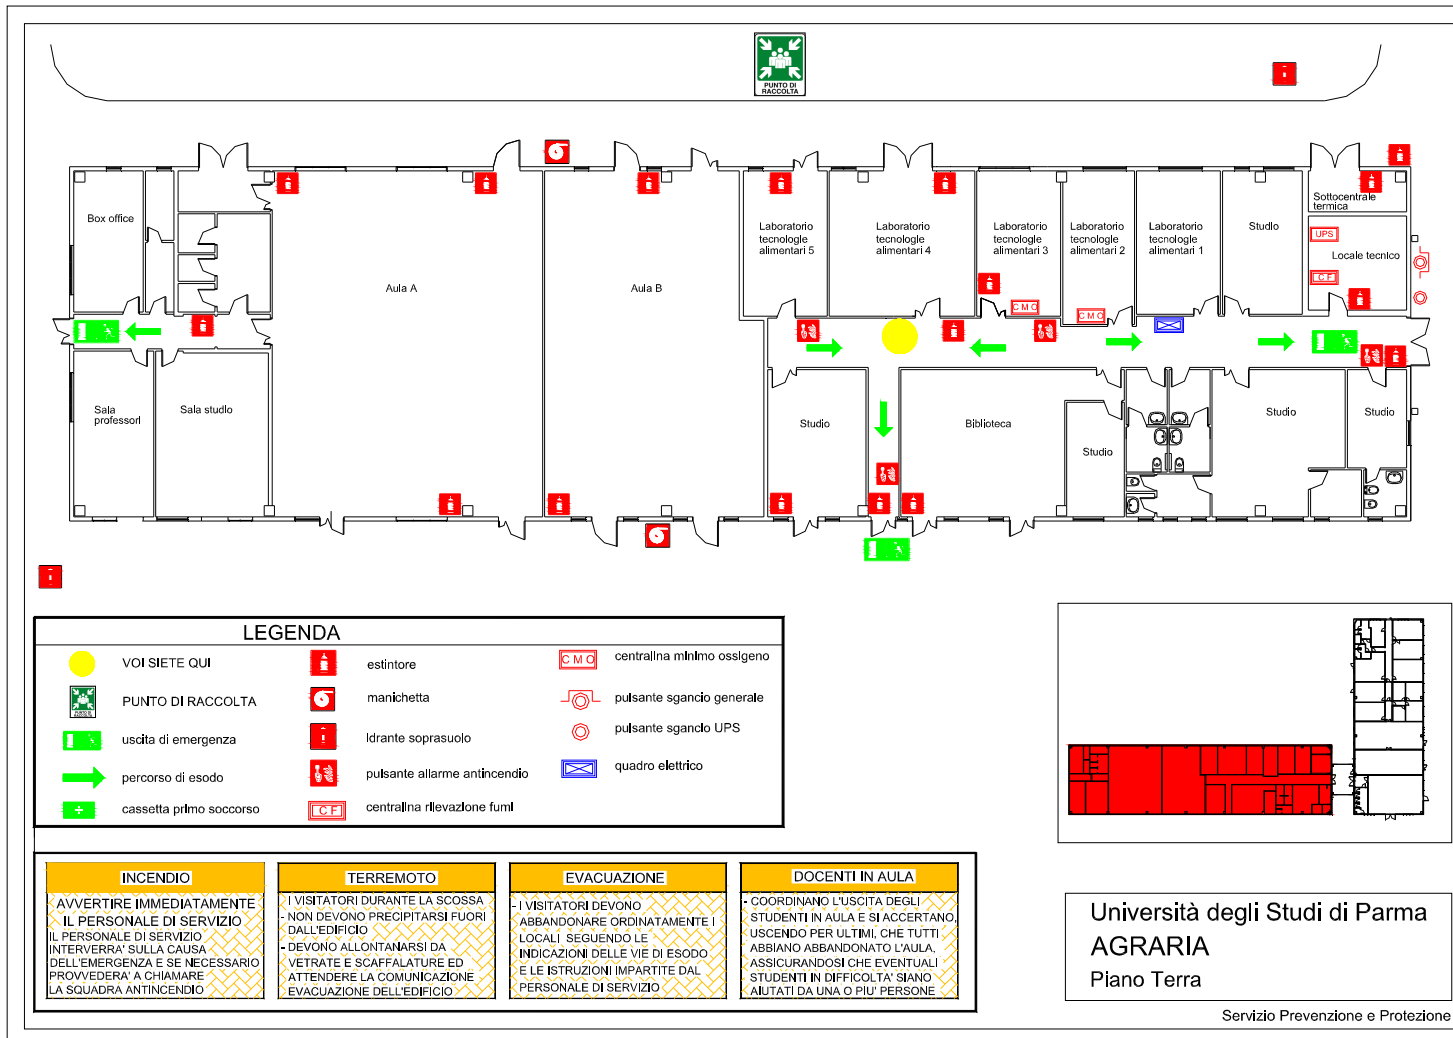 PUNTO DI
RACCOLTA
Box office
Aula A
Aula B
Laboratorio
tecnologie
alimentari 5
Laboratorio
tecnologie
alimentari 4
Laboratorio
tecnologie
alimentari 3
Laboratorio
tecnologie
alimentari 2
Laboratorio
tecnologie
alimentari 1
Studio
Sottocentrale
termica
UPS
Locale tecnico
C F
C M O
C M O
Sala
professori
Sala studio
Studio
Biblioteca
Studio
Studio
Studio
LEGENDA
VOI SIETE QUI
PUNTO DI RACCOLTA
uscita di emergenza
percorso di esodo
cassetta primo soccorso
estintore
manichetta
Idrante soprasuolo
pulsante allarme antincendio
C F
centralina rilevazione fumi
C M O
centralina minimo ossigeno
pulsante sgancio generale
pulsante sgancio UPS
quadro elettrico
INCENDIO
AVVERTIRE IMMEDIATAMENTE
IL PERSONALE DI SERVIZIO
IL PERSONALE DI SERVIZIO
INTERVERRA' SULLA CAUSA
DELL'EMERGENZA E SE NECESSARIO
PROVVEDERA' A CHIAMARE
LA SQUADRA ANTINCENDIO
TERREMOTO
I VISITATORI DURANTE LA SCOSSA
- NON DEVONO PRECIPITARSI FUORI
DALL'EDIFICIO
- DEVONO ALLONTANARSI DA
VETRATE E SCAFFALATURE ED
ATTENDERE LA COMUNICAZIONE
EVACUAZIONE DELL'EDIFICIO
EVACUAZIONE
- I VISITATORI DEVONO
ABBANDONARE ORDINATAMENTE I
LOCALI SEGUENDO LE
INDICAZIONI DELLE VIE DI ESODO
E LE ISTRUZIONI IMPARTITE DAL
PERSONALE DI SERVIZIO
DOCENTI IN AULA
- COORDINANO L'USCITA DEGLI
STUDENTI IN AULA E SI ACCERTANO,
USCENDO PER ULTIMI, CHE TUTTI
ABBIANO ABBANDONATO L'AULA,
ASSICURANDOSI CHE EVENTUALI
STUDENTI IN DIFFICOLTA' SIANO
AIUTATI DA UNA O PIU' PERSONE
Università degli Studi di Parma
AGRARIA
Piano Terra
Servizio Prevenzione e Protezione